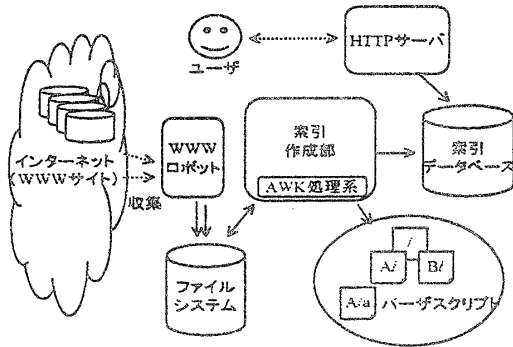 ユーザ
HTTPサーバ
インターネット
(WWWサイト)
収集
WWW
ロボット
索引
作成部
AWK処理系
索引
データベース
ファイル
システム
i
Ai
Bi
Aia
パーザスクリプト